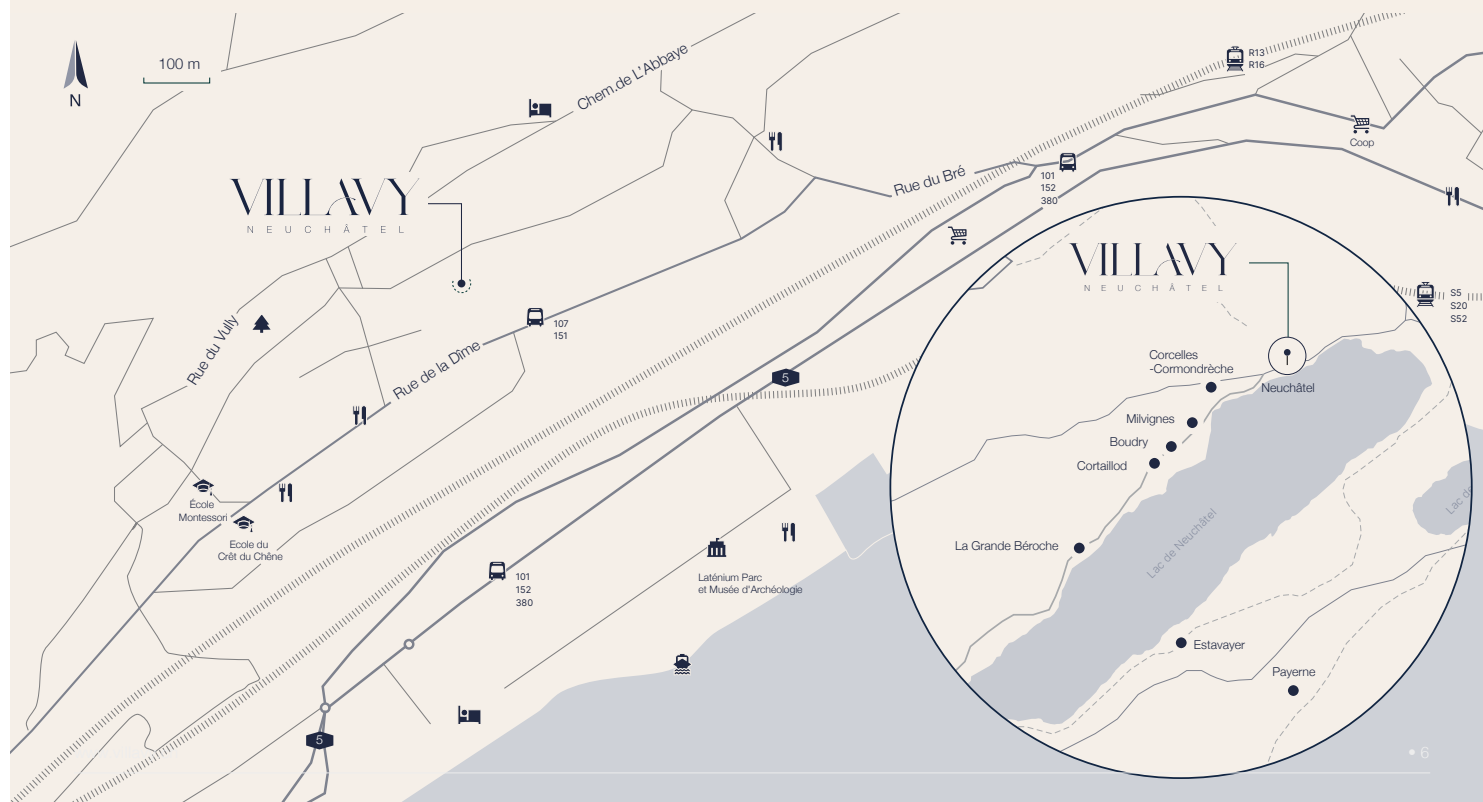 N
100 m
Chem.de L'Abbaye
R13
R16
Coop
VILLAVY
NEUCHÂTEL
Rue du Bré
101
152
380
VILLAVY
NEUCHÂTEL
S5
S20
S52
Rue du Vully
107
151
Rue de la Dîme
5
Corcelles
-Cormondrèche
Neuchâtel
Milvignes
Boudry
Cortaillod
Lac de Neuchâtel
Lac de
La Grande Béroche
École
Montessori
Ecole du
Crêt du Chêne
101
152
380
Laténium Parc
et Musée d'Archéologie
Estavayer
Payerne
5
• 6